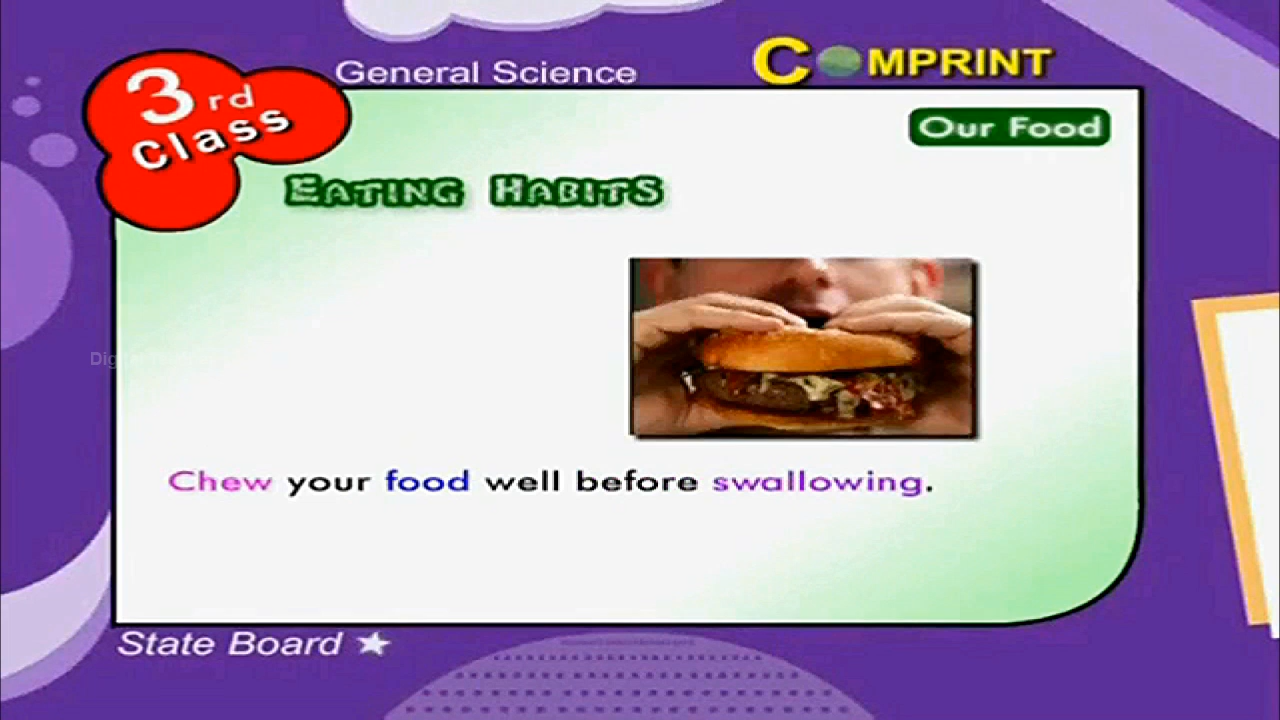 General Science
COMPRINT
3rd
Class
Our Food
EATING HABITS
Chew your food well before swallowing.
State Board